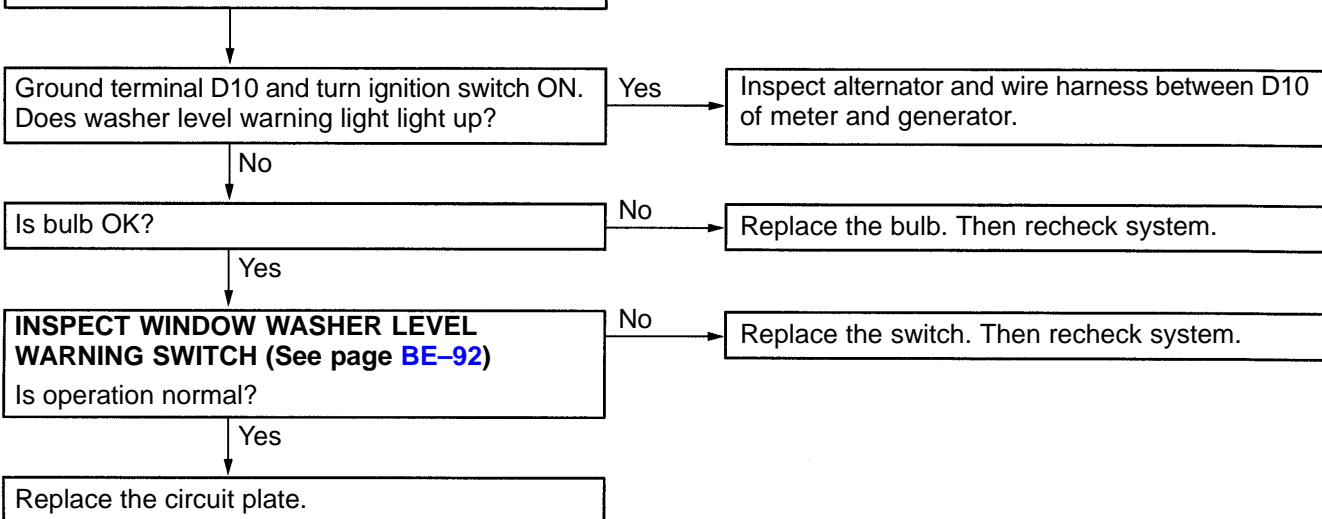 Ground terminal D10 and turn ignition switch ON.
Does washer level warning light light up?
Yes
Inspect alternator and wire harness between D10
of meter and generator.
No
Is bulb OK?
No
Replace the bulb. Then recheck system.
Yes
INSPECT WINDOW WASHER LEVEL
WARNING SWITCH (See page BE–92)
Is operation normal?
No
Replace the switch. Then recheck system.
Yes
Replace the circuit plate.